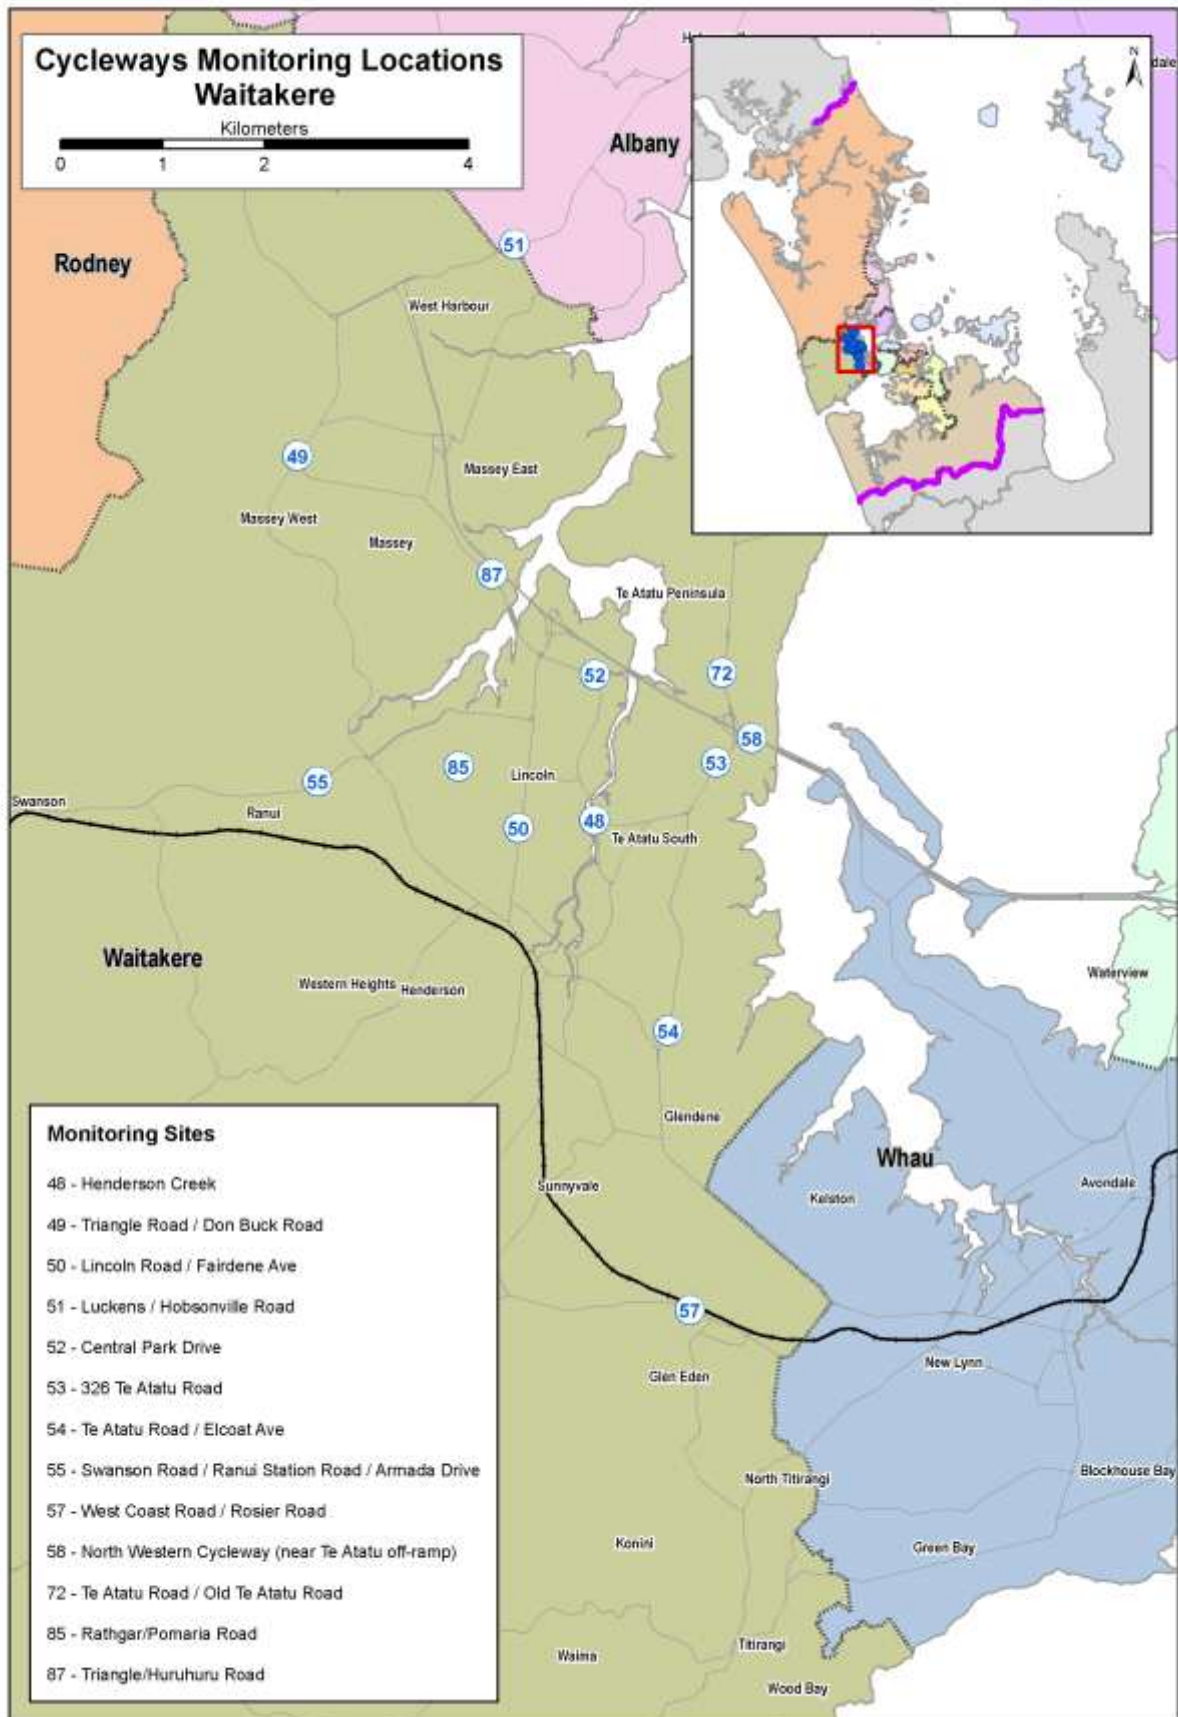 Cycleways Monitoring Locations
Waitakere
Kilometers
0 1 2 4
N
dale
Albany
51
Rodney
West Harbour
49
Massey East
Massey West
Massey
87
Te Atatu Peninsula
52
72
58
53
85
Lincoln
55
Swanson
Ranui
50
48
Te Atatu South
Waitakere
Western Heights
Henderson
Waterview
54
Glendene
Whau
Sunnyvale
Kelston
Avondale
57
New Lynn
Glen Eden
North Titirangi
Blockhouse Bay
Konini
Green Bay
Waima
Titirangi
Wood Bay
Monitoring Sites
48 - Henderson Creek
49 - Triangle Road / Don Buck Road
50 - Lincoln Road / Fairdene Ave
51 - Luckens / Hobsonville Road
52 - Central Park Drive
53 - 326 Te Atatu Road
54 - Te Atatu Road / Elcoat Ave
55 - Swanson Road / Ranui Station Road / Armada Drive
57 - West Coast Road / Rosier Road
58 - North Western Cycleway (near Te Atatu off-ramp)
72 - Te Atatu Road / Old Te Atatu Road
85 - Rathgar/Pomaria Road
87 - Triangle/Huruhuru Road